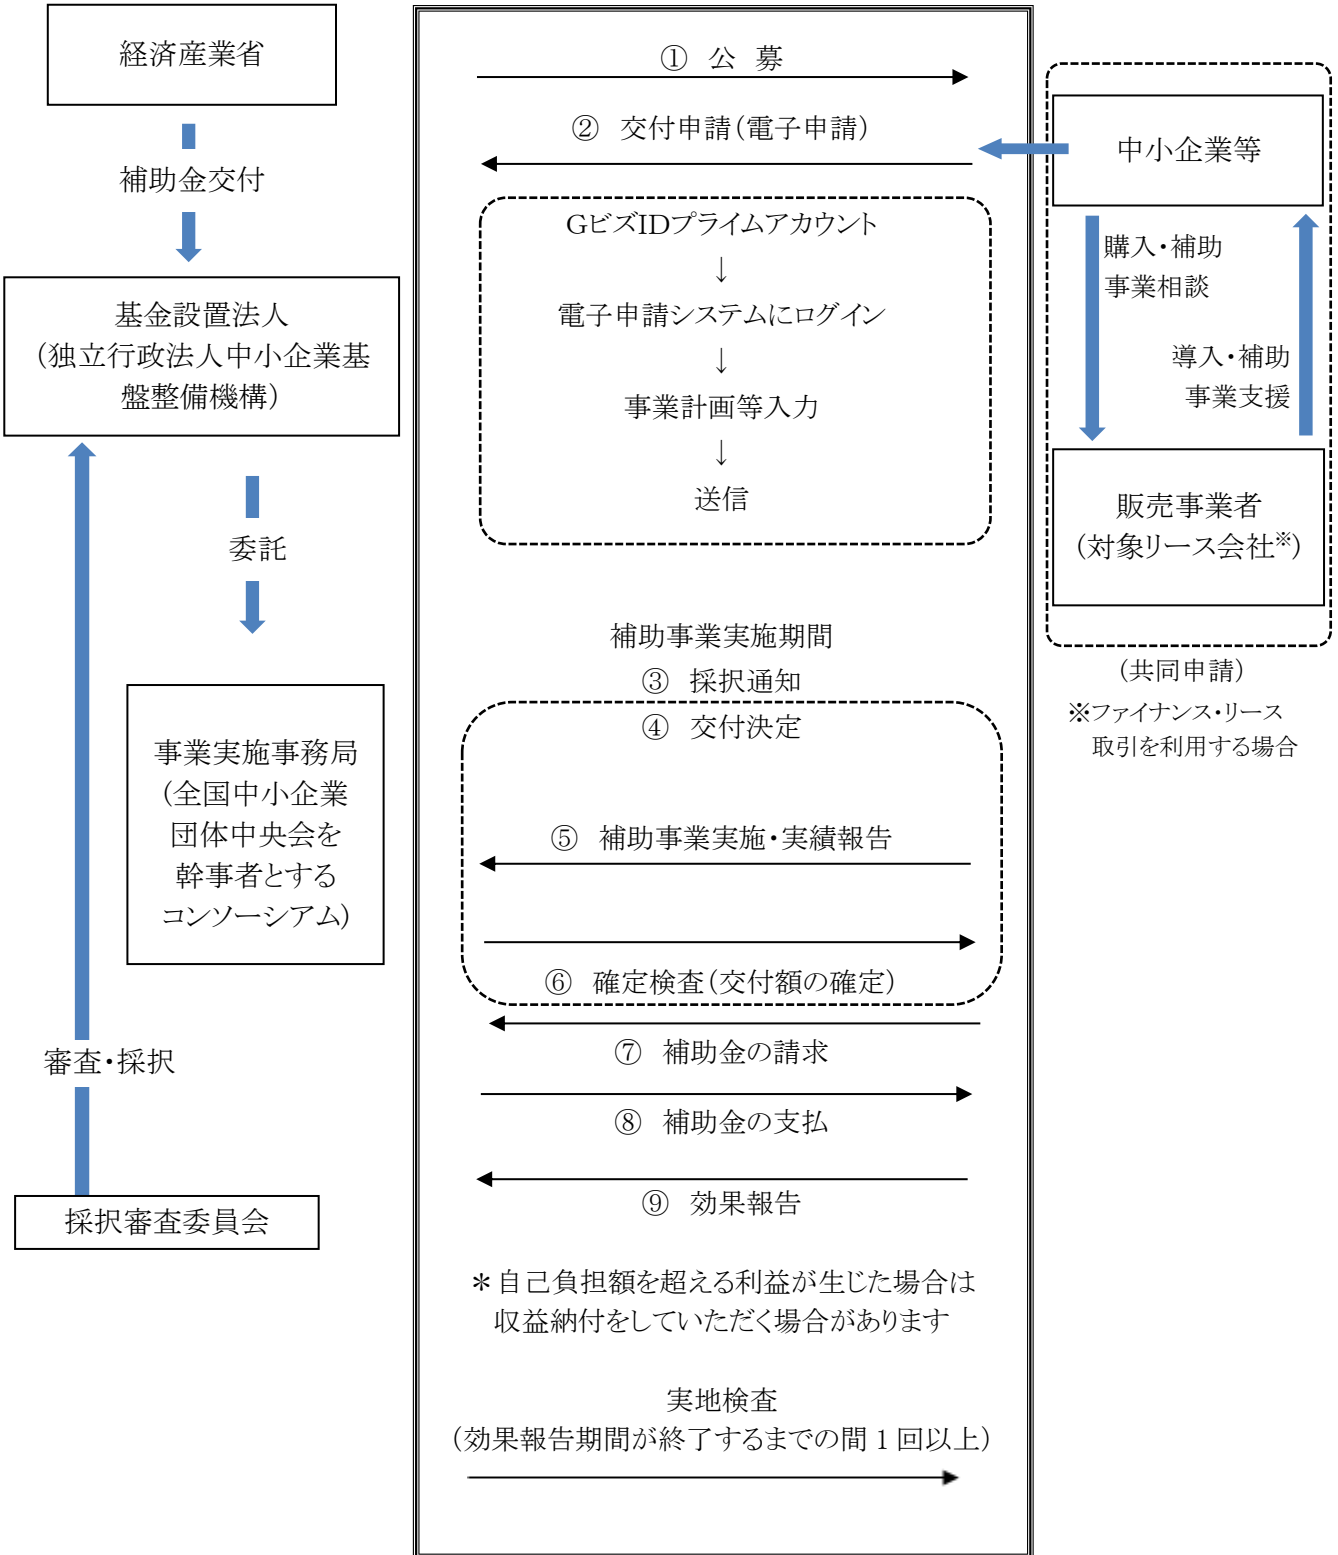 経済産業省
補助金交付
基金設置法人
（独立行政法人中小企業基
盤整備機構）
委託
事業実施事務局
（全国中小企業
団体中央会を
幹事者とする
コンソーシアム）
審査・採択
採択審査委員会
① 公 募
② 交付申請（電子申請）
GビズIDプライムアカウント
↓
電子申請システムにログイン
↓
事業計画等入力
↓
送信
補助事業実施期間
③ 採択通知
④ 交付決定
⑤ 補助事業実施・実績報告
⑥ 確定検査（交付額の確定）
⑦ 補助金の請求
⑧ 補助金の支払
⑨ 効果報告
＊自己負担額を超える利益が生じた場合は
収益納付をしていただく場合があります
実地検査
（効果報告期間が終了するまでの間１回以上）
中小企業等
購入・補助
事業相談
導入・補助
事業支援
販売事業者
（対象リース会社※）
（共同申請）
※ファイナンス・リース
取引を利用する場合